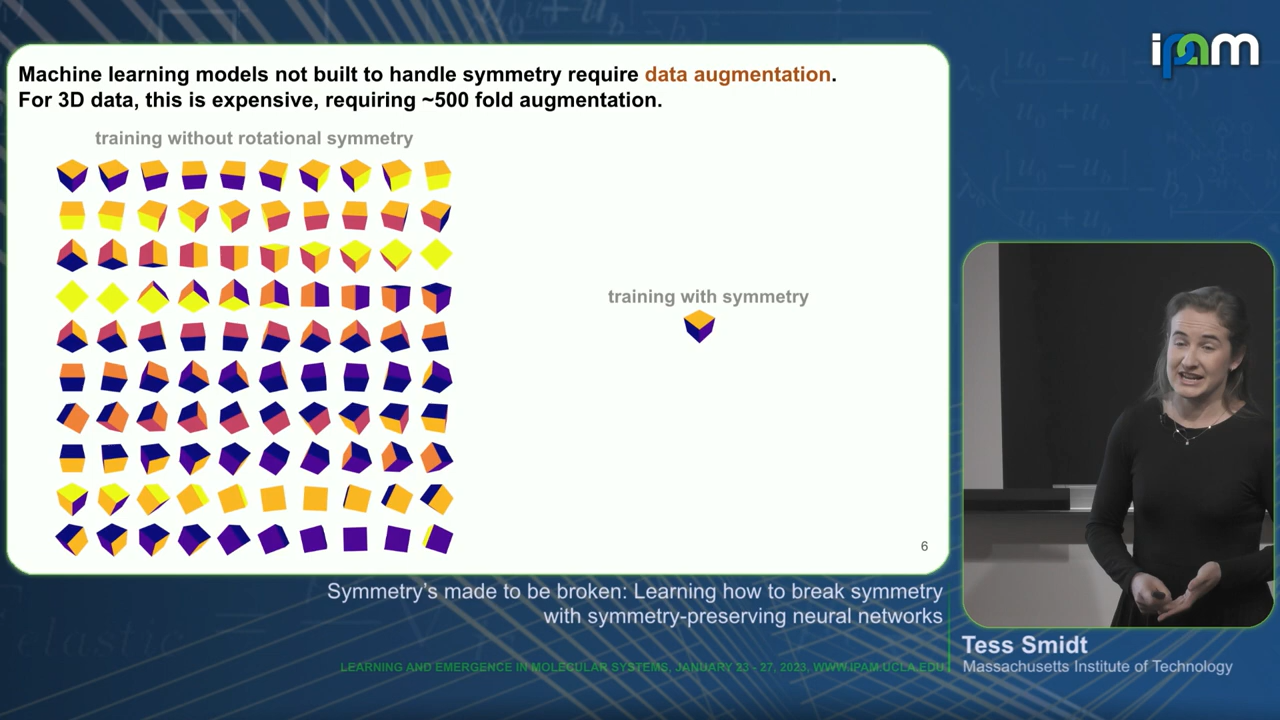 ipam
Machine learning models not built to handle symmetry require data augmentation.
For 3D data, this is expensive, requiring ~500 fold augmentation.
training without rotational symmetry
training with symmetry
6
Symmetry's made to be broken: Learning how to break symmetry
with symmetry-preserving neural networks
Tess Smidt
Massachusetts Institute of Technology
LEARNING AND EMERGENCE IN MOLECULAR SYSTEMS, JANUARY 23 - 27, 2023, WWW.IPAM.UCLA.EDU
elastic